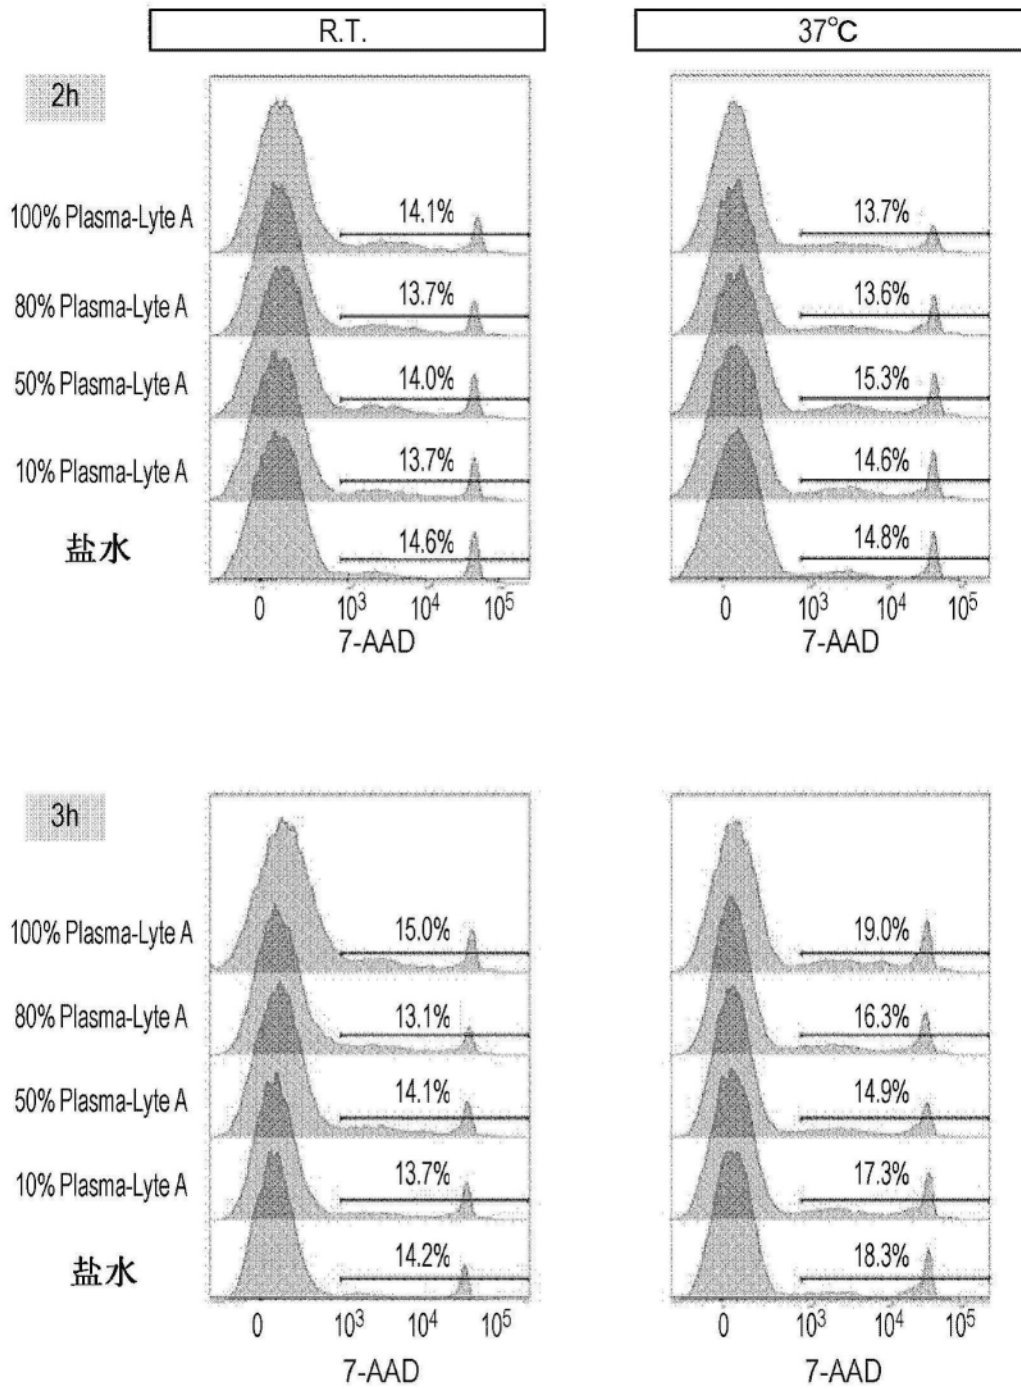 R.T.
37°C
2h
100% Plasma-Lyte A
14.1%
13.7%
80% Plasma-Lyte A
13.7%
13.6%
50% Plasma-Lyte A
14.0%
15.3%
10% Plasma-Lyte A
13.7%
14.6%
盐水
14.6%
14.8%
0 10³ 10⁴ 10⁵
0 10³ 10⁴ 10⁵
7-AAD
7-AAD
3h
100% Plasma-Lyte A
15.0%
19.0%
80% Plasma-Lyte A
13.1%
16.3%
50% Plasma-Lyte A
14.1%
14.9%
10% Plasma-Lyte A
13.7%
17.3%
盐水
14.2%
18.3%
0 10³ 10⁴ 10⁵
0 10³ 10⁴ 10⁵
7-AAD
7-AAD